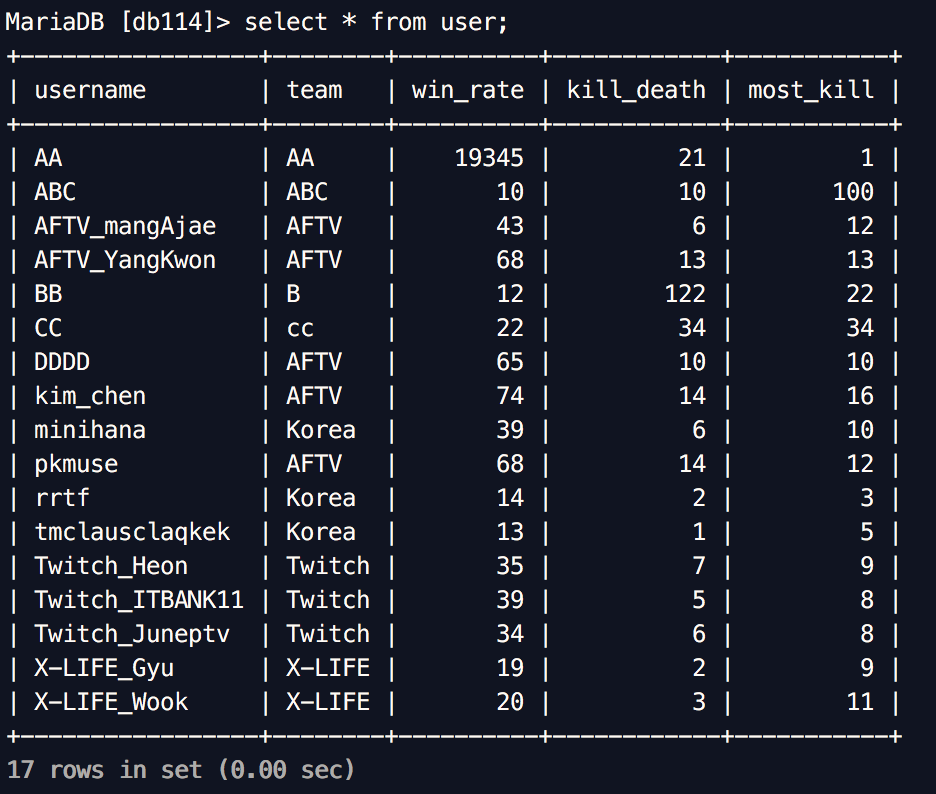 MariaDB [db114]> select * from user;
+-----------------+---------+----------+------------+-----------+
| username        | team    | win_rate | kill_death | most_kill |
+-----------------+---------+----------+------------+-----------+
| AA              | AA      |    19345 |         21 |         1 |
| ABC             | ABC     |       10 |         10 |       100 |
| AFTV_mangAjae   | AFTV    |       43 |          6 |        12 |
| AFTV_YangKwon   | AFTV    |       68 |         13 |        13 |
| BB              | B       |       12 |        122 |        22 |
| CC              | cc      |       22 |         34 |        34 |
| DDDD            | AFTV    |       65 |         10 |        10 |
| kim_chen        | AFTV    |       74 |         14 |        16 |
| minihana        | Korea   |       39 |          6 |        10 |
| pkmuse          | AFTV    |       68 |         14 |        12 |
| rrtf            | Korea   |       14 |          2 |         3 |
| tmclausclaqkek  | Korea   |       13 |          1 |         5 |
| Twitch_Heon     | Twitch  |       35 |          7 |         9 |
| Twitch_ITBANK11 | Twitch  |       39 |          5 |         8 |
| Twitch_Juneptv  | Twitch  |       34 |          6 |         8 |
| X-LIFE_Gyu      | X-LIFE  |       19 |          2 |         9 |
| X-LIFE_Wook     | X-LIFE  |       20 |          3 |        11 |
+-----------------+---------+----------+------------+-----------+
17 rows in set (0.00 sec)